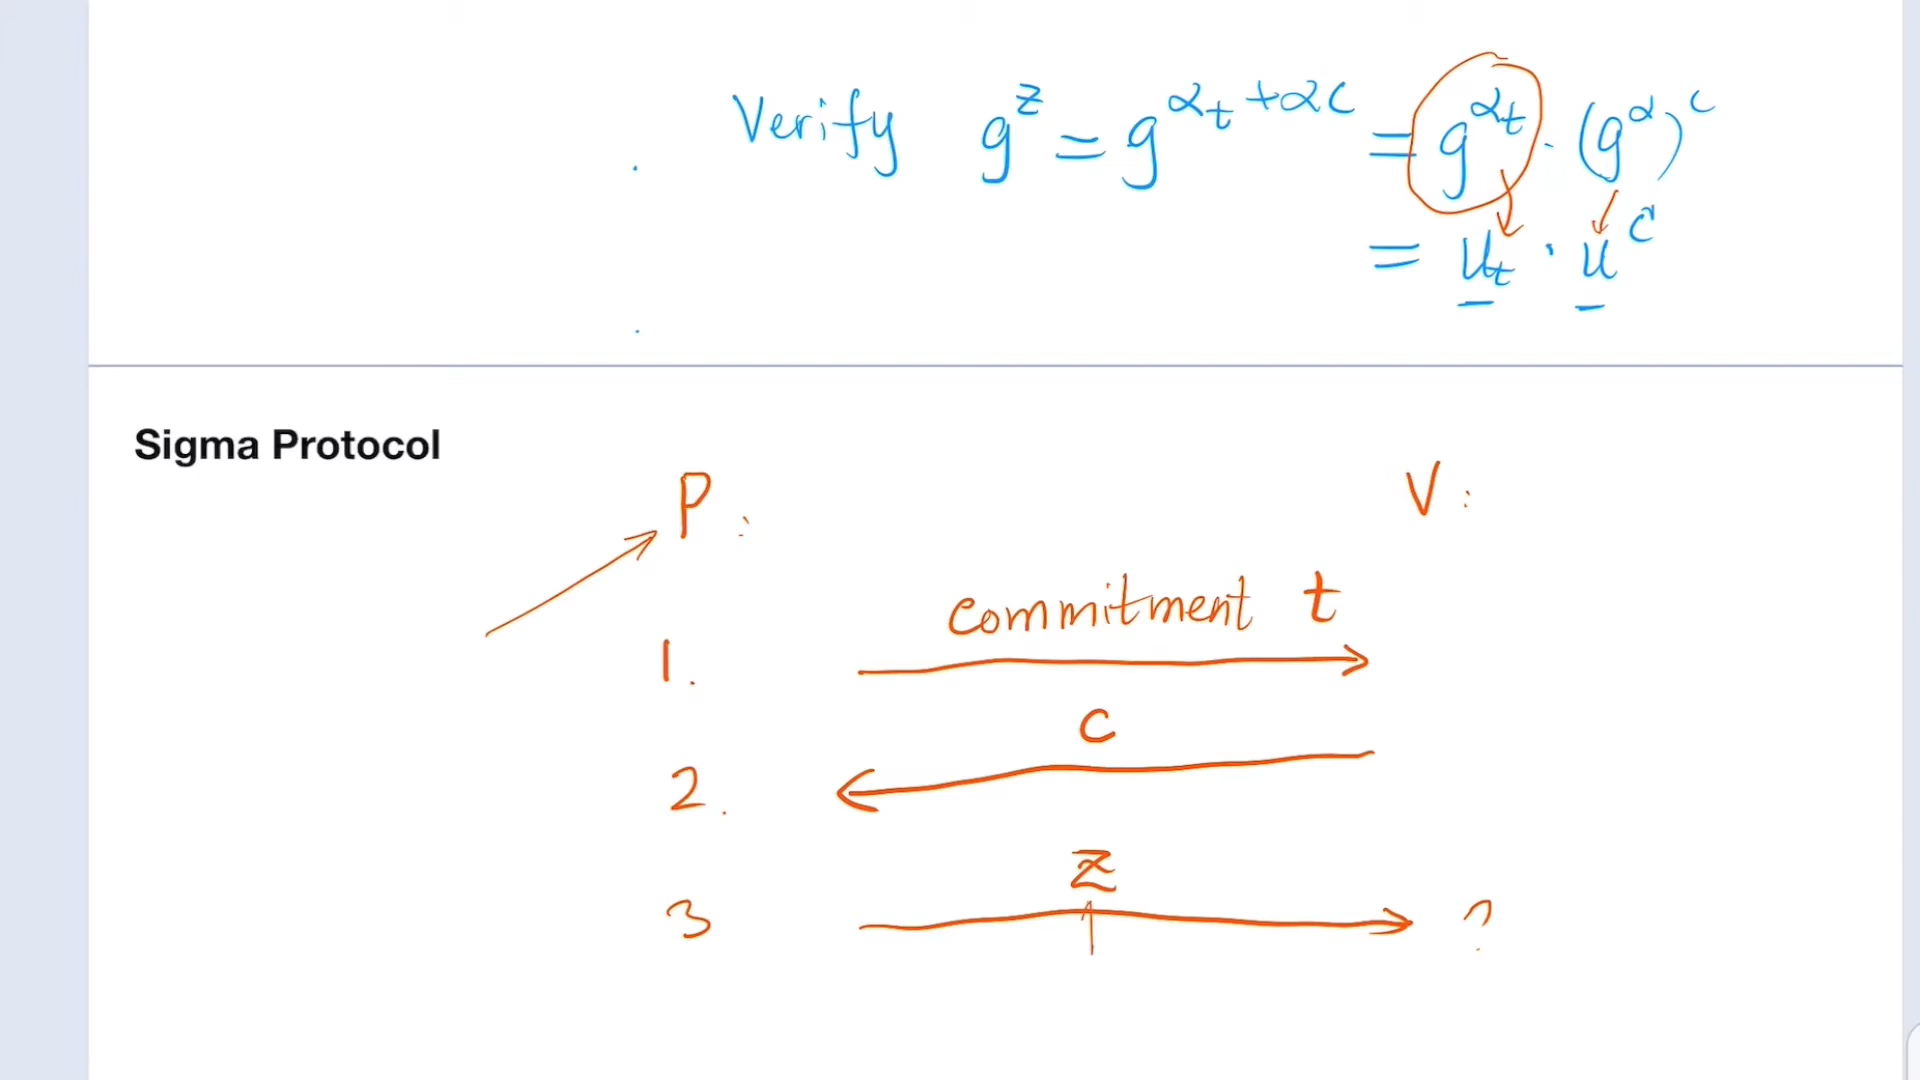 Verify g^z = g^{α_t + αc} = g^{α_t} · (g^α)^c
= u_t · u^c
Sigma Protocol
P: V:
commitment t
1.
c
2.
z
3 ?